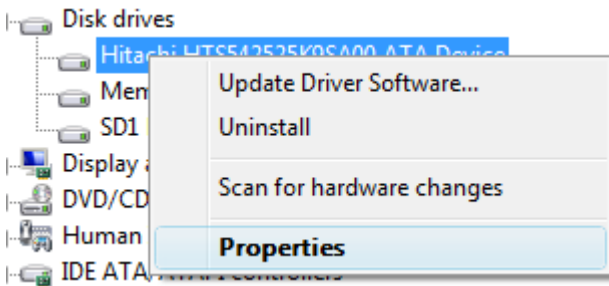 Disk drives
Hitachi HTS542525K9SA00 ATA Device
Update Driver Software...
SD1
Uninstall
Display
DVD/CD
Scan for hardware changes
Human
Properties
IDE ATA/ATAPI controllers